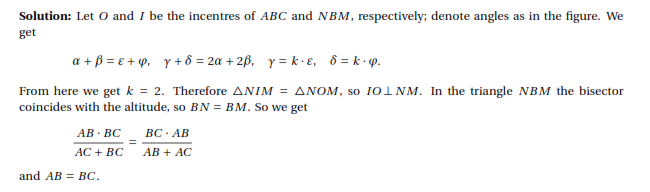 Solution: Let O and I be the incentres of ABC and NBM, respectively; denote angles as in the figure. We
get
α + β = ε + φ, γ + δ = 2α + 2β, γ = k · ε, δ = k · φ.
From here we get k = 2. Therefore △NIM = △NOM, so IO⊥NM. In the triangle NBM the bisector
coincides with the altitude, so BN = BM. So we get
AB · BC / AC + BC = BC · AB / AB + AC
and AB = BC.